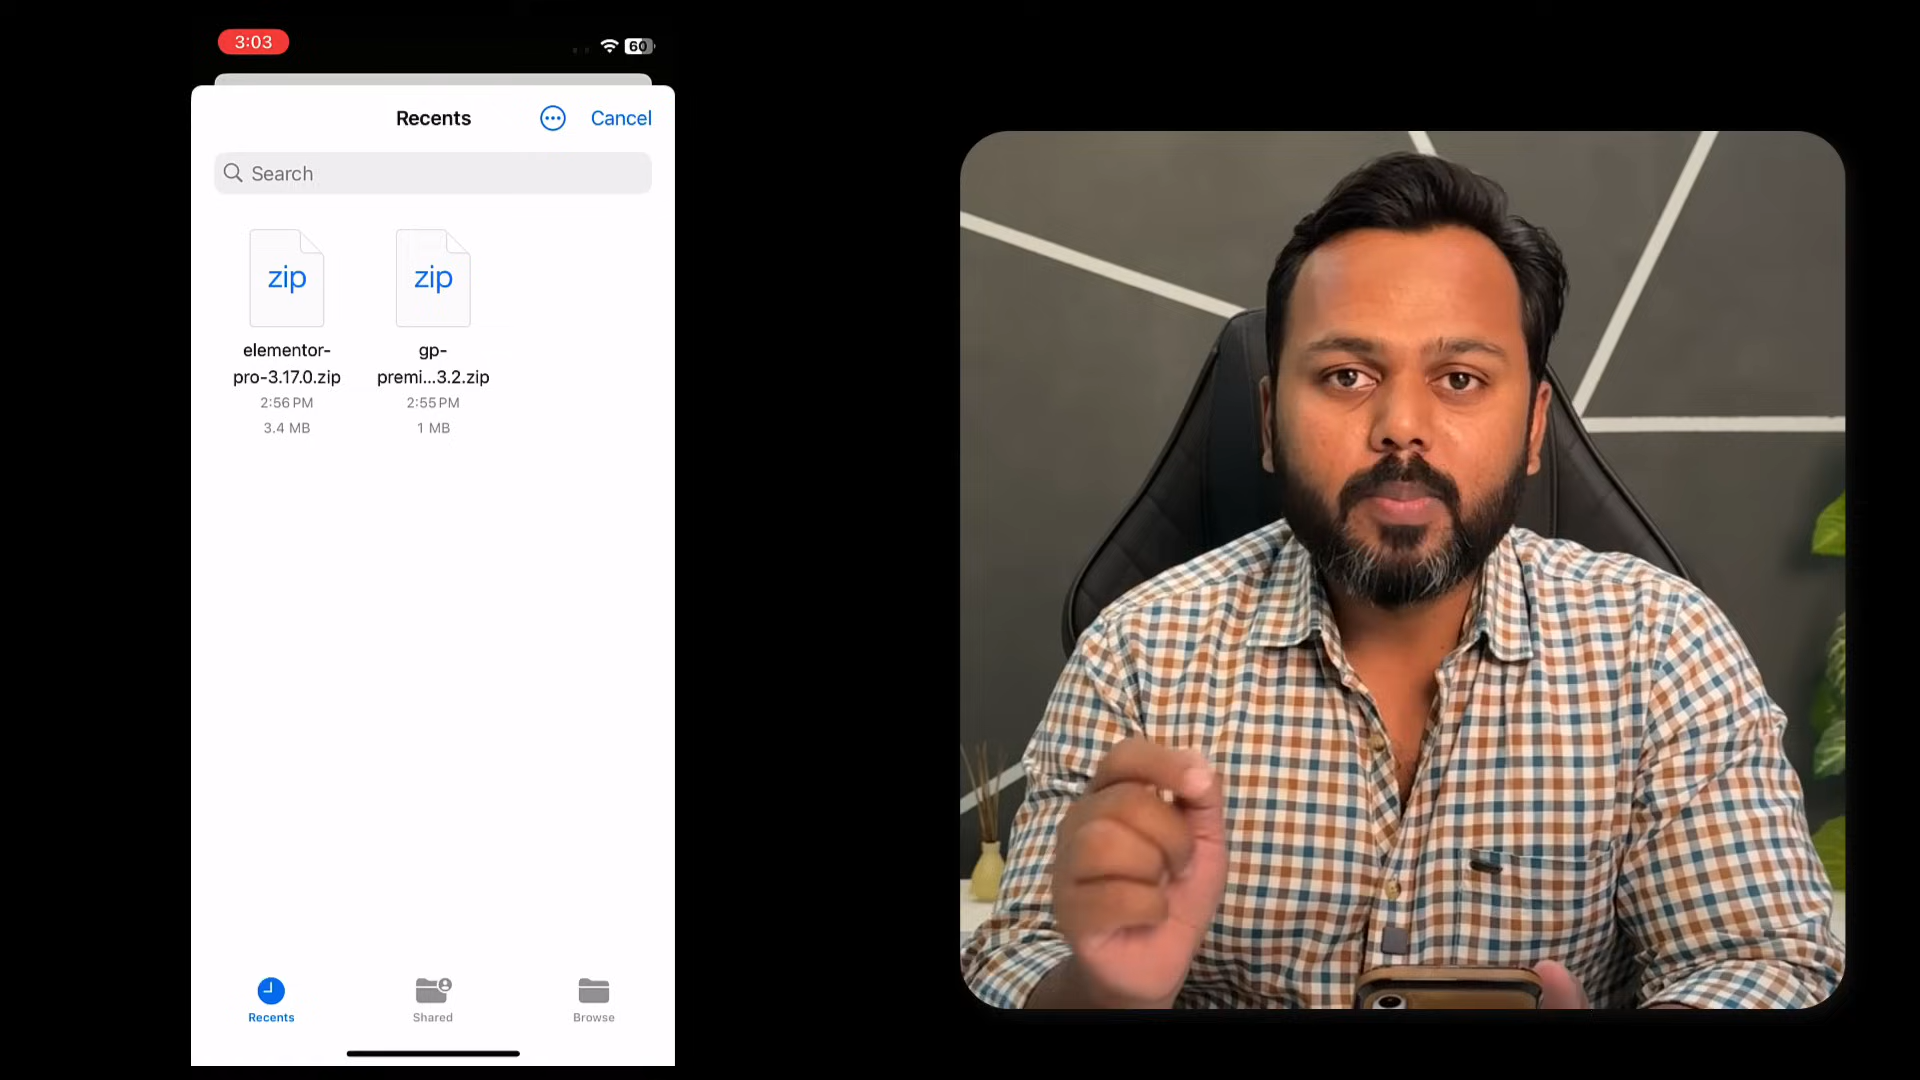 3:03
60
Recents
Cancel
Search
zip
zip
elementor-
pro-3.17.0.zip
2:56 PM
3.4 MB
gp-
premi...3.2.zip
2:55 PM
1 MB
Recents
Shared
Browse